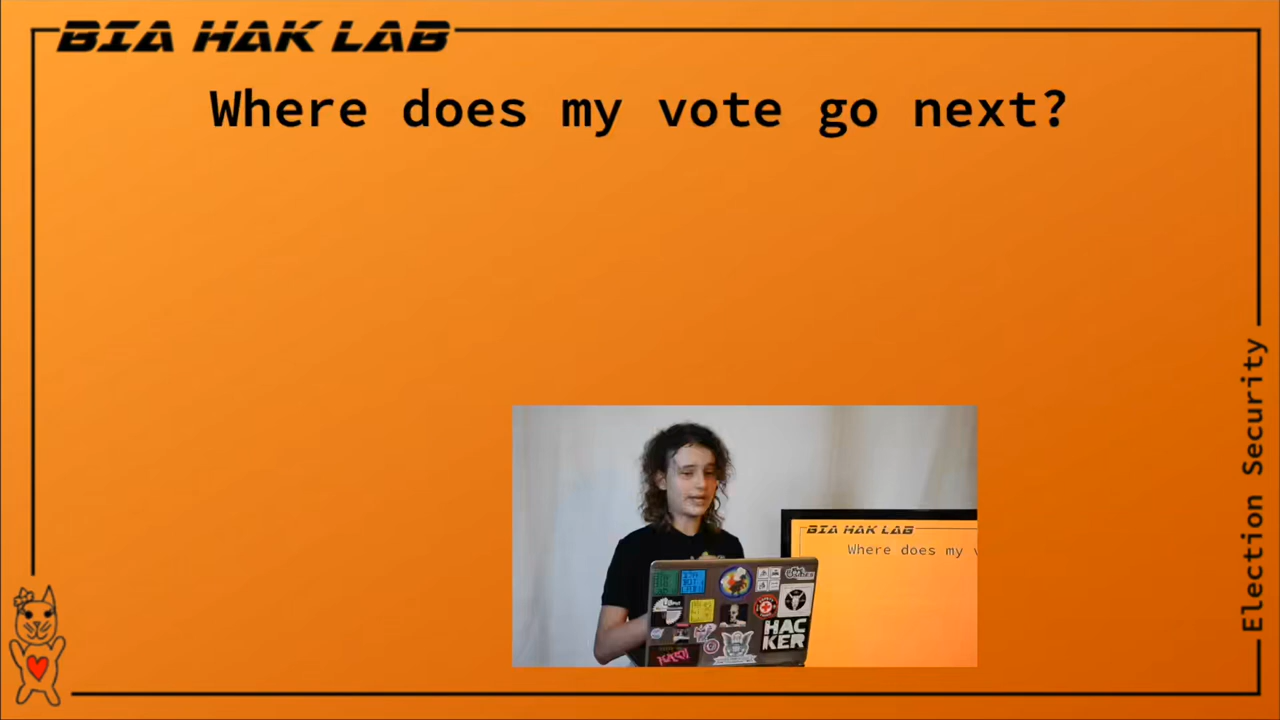 BIA HAK LAB
Where does my vote go next?
Election Security
BIA HAK LAB
Where does my v
HAC
KER